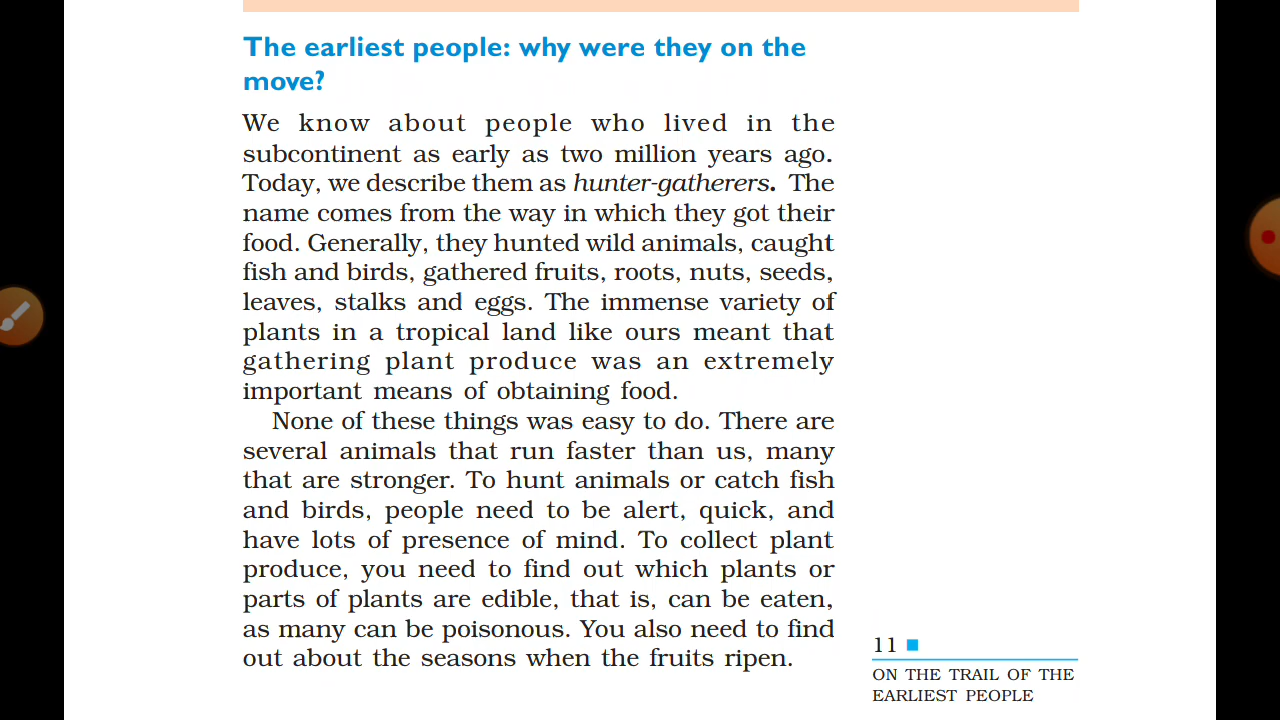 The earliest people: why were they on the
move?
We know about people who lived in the
subcontinent as early as two million years ago.
Today, we describe them as hunter-gatherers. The
name comes from the way in which they got their
food. Generally, they hunted wild animals, caught
fish and birds, gathered fruits, roots, nuts, seeds,
leaves, stalks and eggs. The immense variety of
plants in a tropical land like ours meant that
gathering plant produce was an extremely
important means of obtaining food.
None of these things was easy to do. There are
several animals that run faster than us, many
that are stronger. To hunt animals or catch fish
and birds, people need to be alert, quick, and
have lots of presence of mind. To collect plant
produce, you need to find out which plants or
parts of plants are edible, that is, can be eaten,
as many can be poisonous. You also need to find
out about the seasons when the fruits ripen.
11
ON THE TRAIL OF THE
EARLIEST PEOPLE